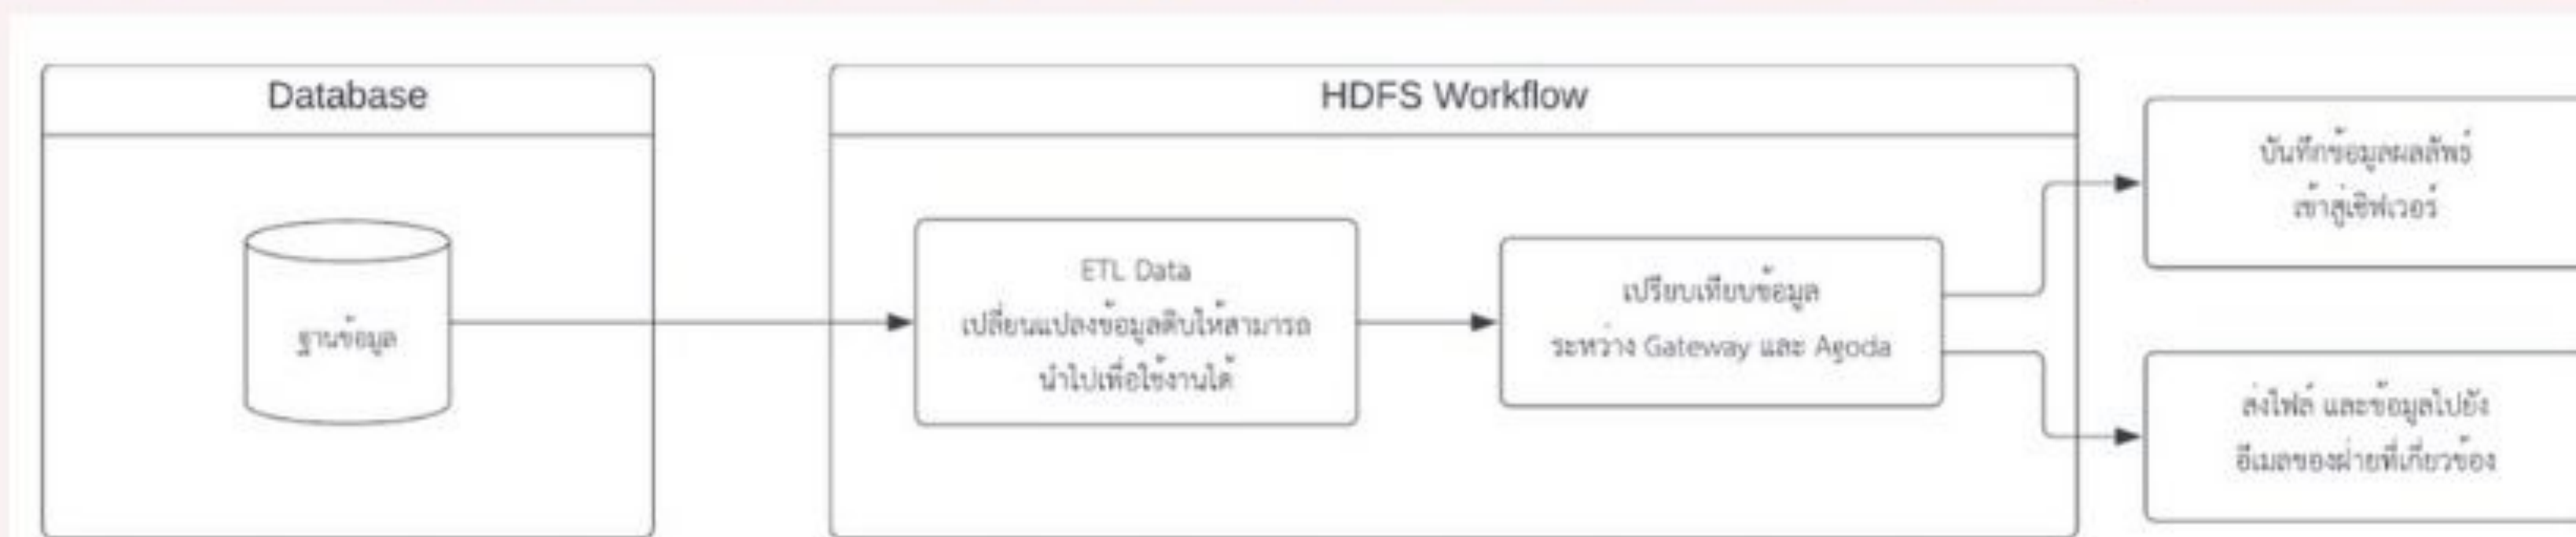 Database
ฐานข้อมูล
HDFS Workflow
ETL Data
เปลี่ยนแปลงข้อมูลดิบให้สามารถ
นำไปเพื่อใช้งานได้
เปรียบเทียบข้อมูล
ระหว่าง Gateway และ Agoda
บันทึกข้อมูลผลลัพธ์
เข้าสู่เซิฟเวอร์
ส่งไฟล์ และข้อมูลไปยัง
อีเมลของฝ่ายที่เกี่ยวข้อง